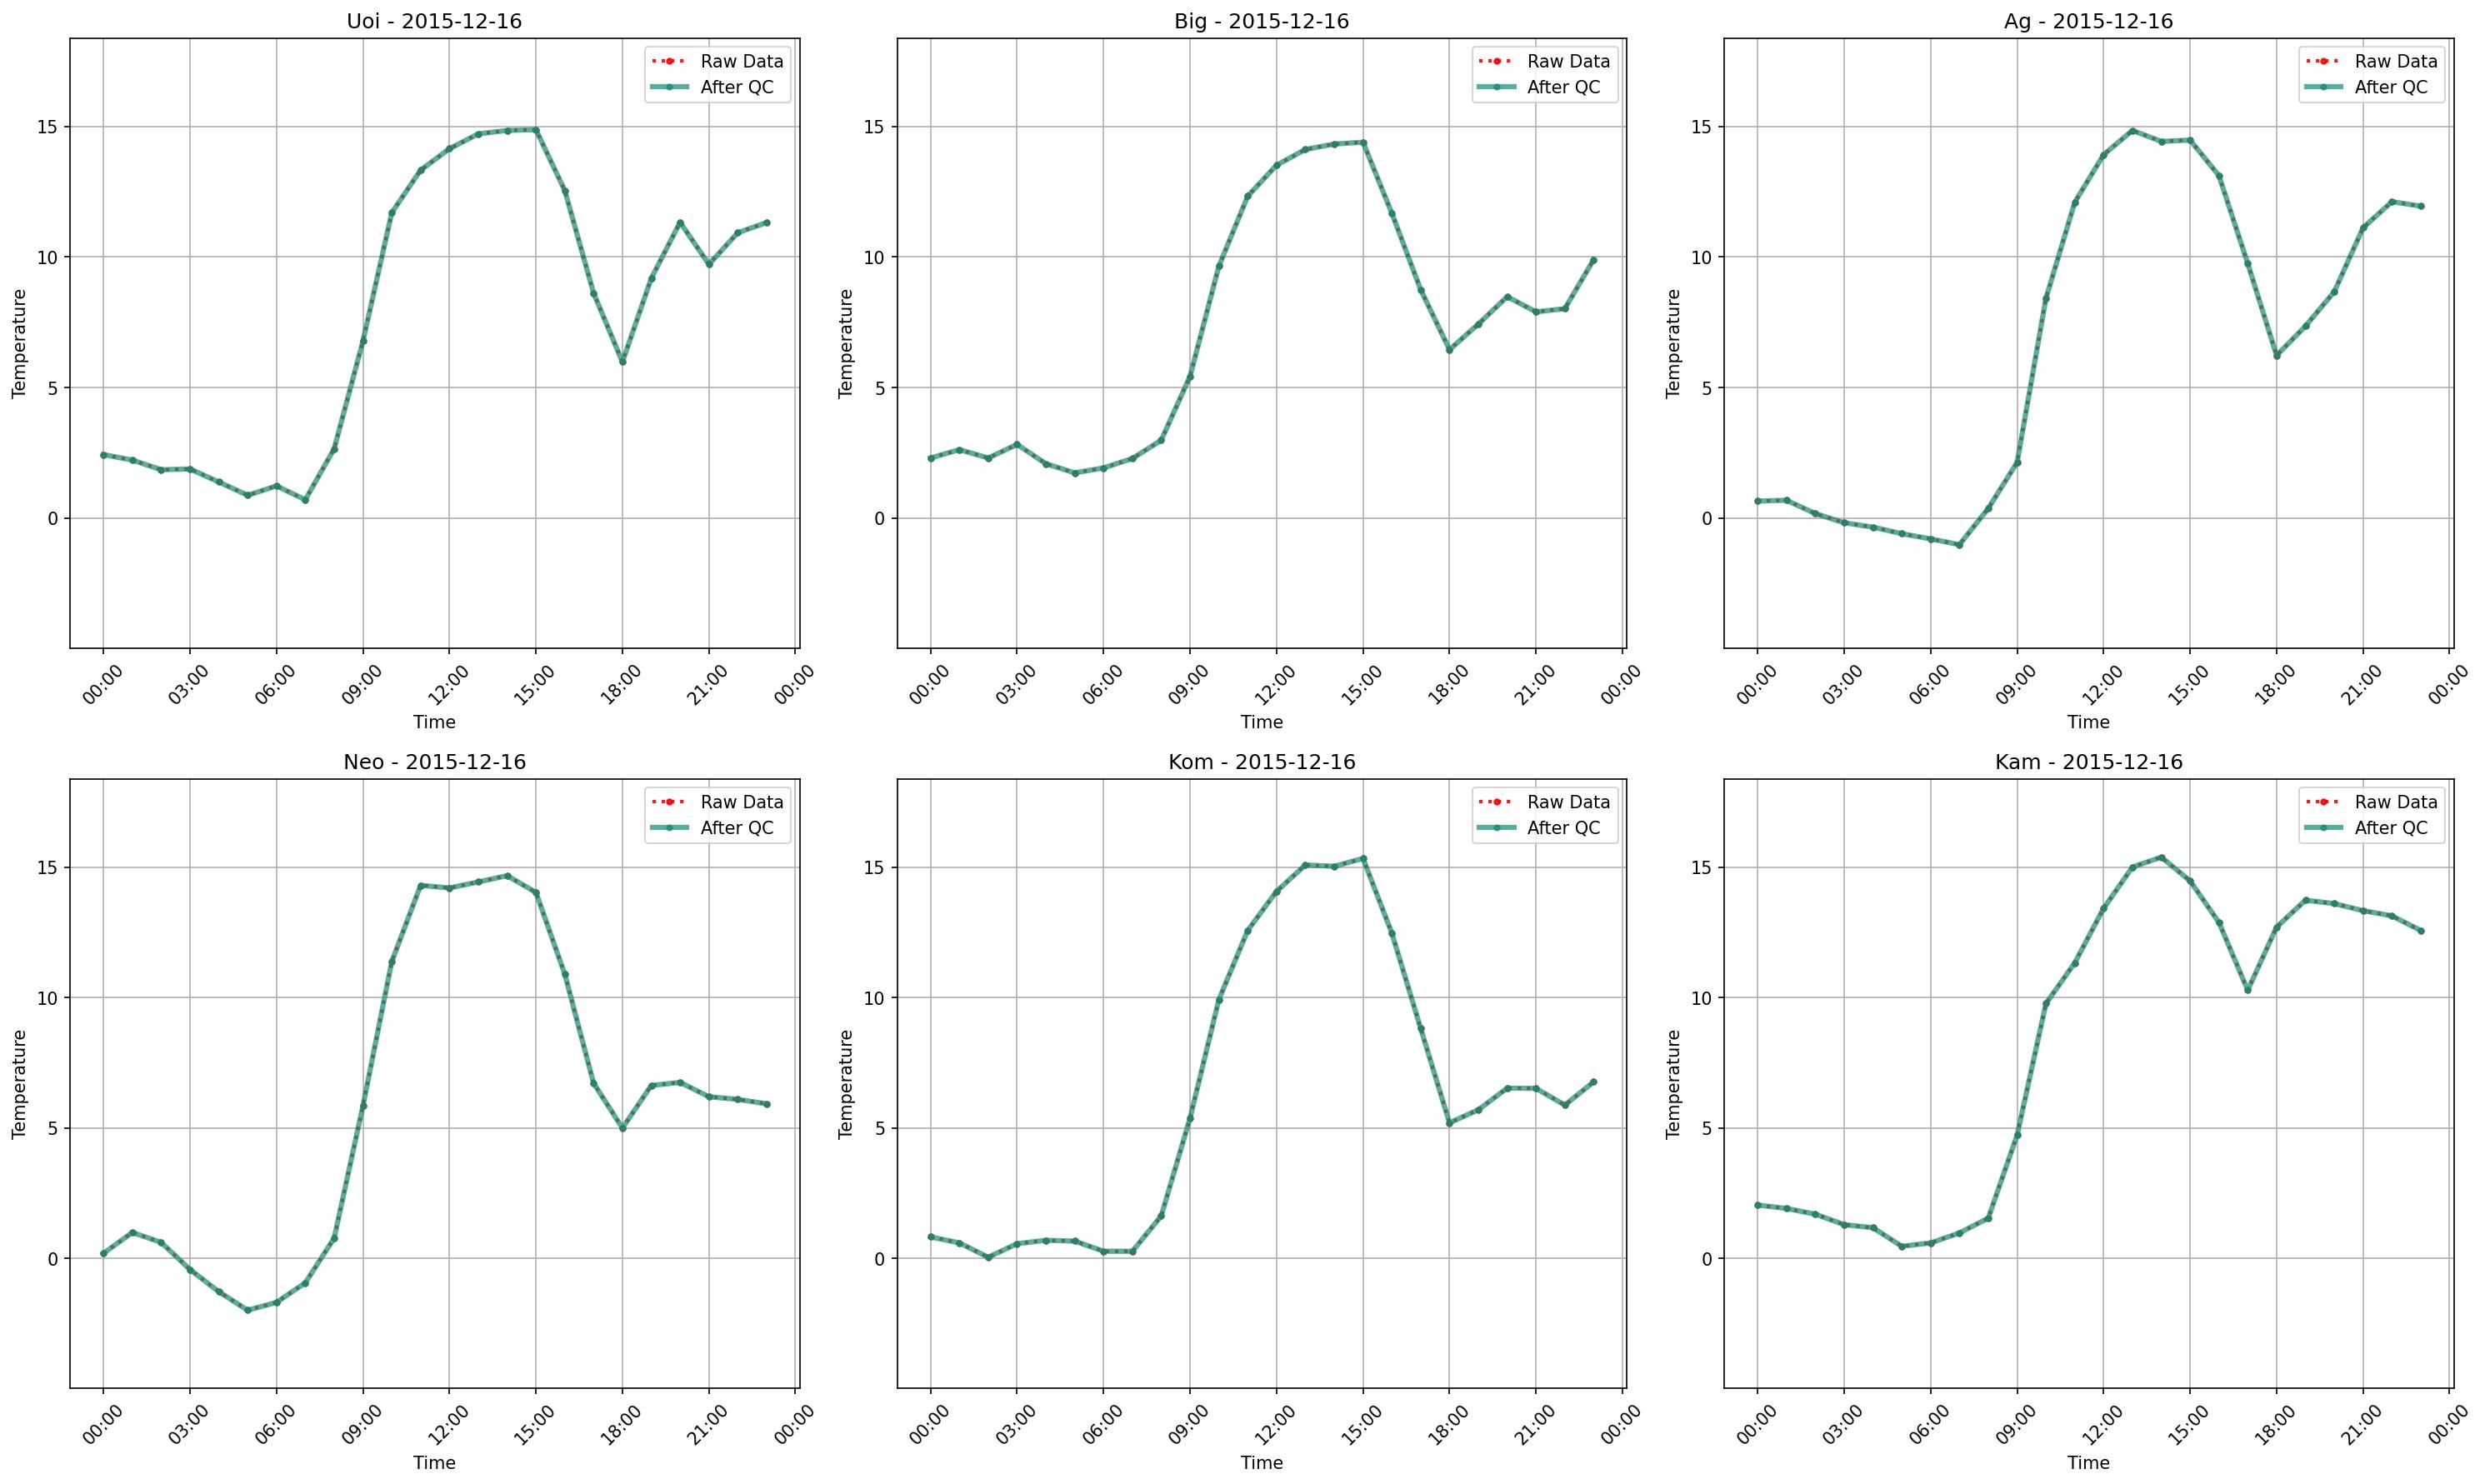 Uoi - 2015-12-16
Raw Data
After QC
Temperature
15
10
5
0
00:00
03:00
06:00
09:00
12:00
15:00
18:00
21:00
00:00
Time
Big - 2015-12-16
Raw Data
After QC
Temperature
15
10
5
0
00:00
03:00
06:00
09:00
12:00
15:00
18:00
21:00
00:00
Time
Ag - 2015-12-16
Raw Data
After QC
Temperature
15
10
5
0
00:00
03:00
06:00
09:00
12:00
15:00
18:00
21:00
00:00
Time
Neo - 2015-12-16
Raw Data
After QC
Temperature
15
10
5
0
00:00
03:00
06:00
09:00
12:00
15:00
18:00
21:00
00:00
Time
Kom - 2015-12-16
Raw Data
After QC
Temperature
15
10
5
0
00:00
03:00
06:00
09:00
12:00
15:00
18:00
21:00
00:00
Time
Kam - 2015-12-16
Raw Data
After QC
Temperature
15
10
5
0
00:00
03:00
06:00
09:00
12:00
15:00
18:00
21:00
00:00
Time